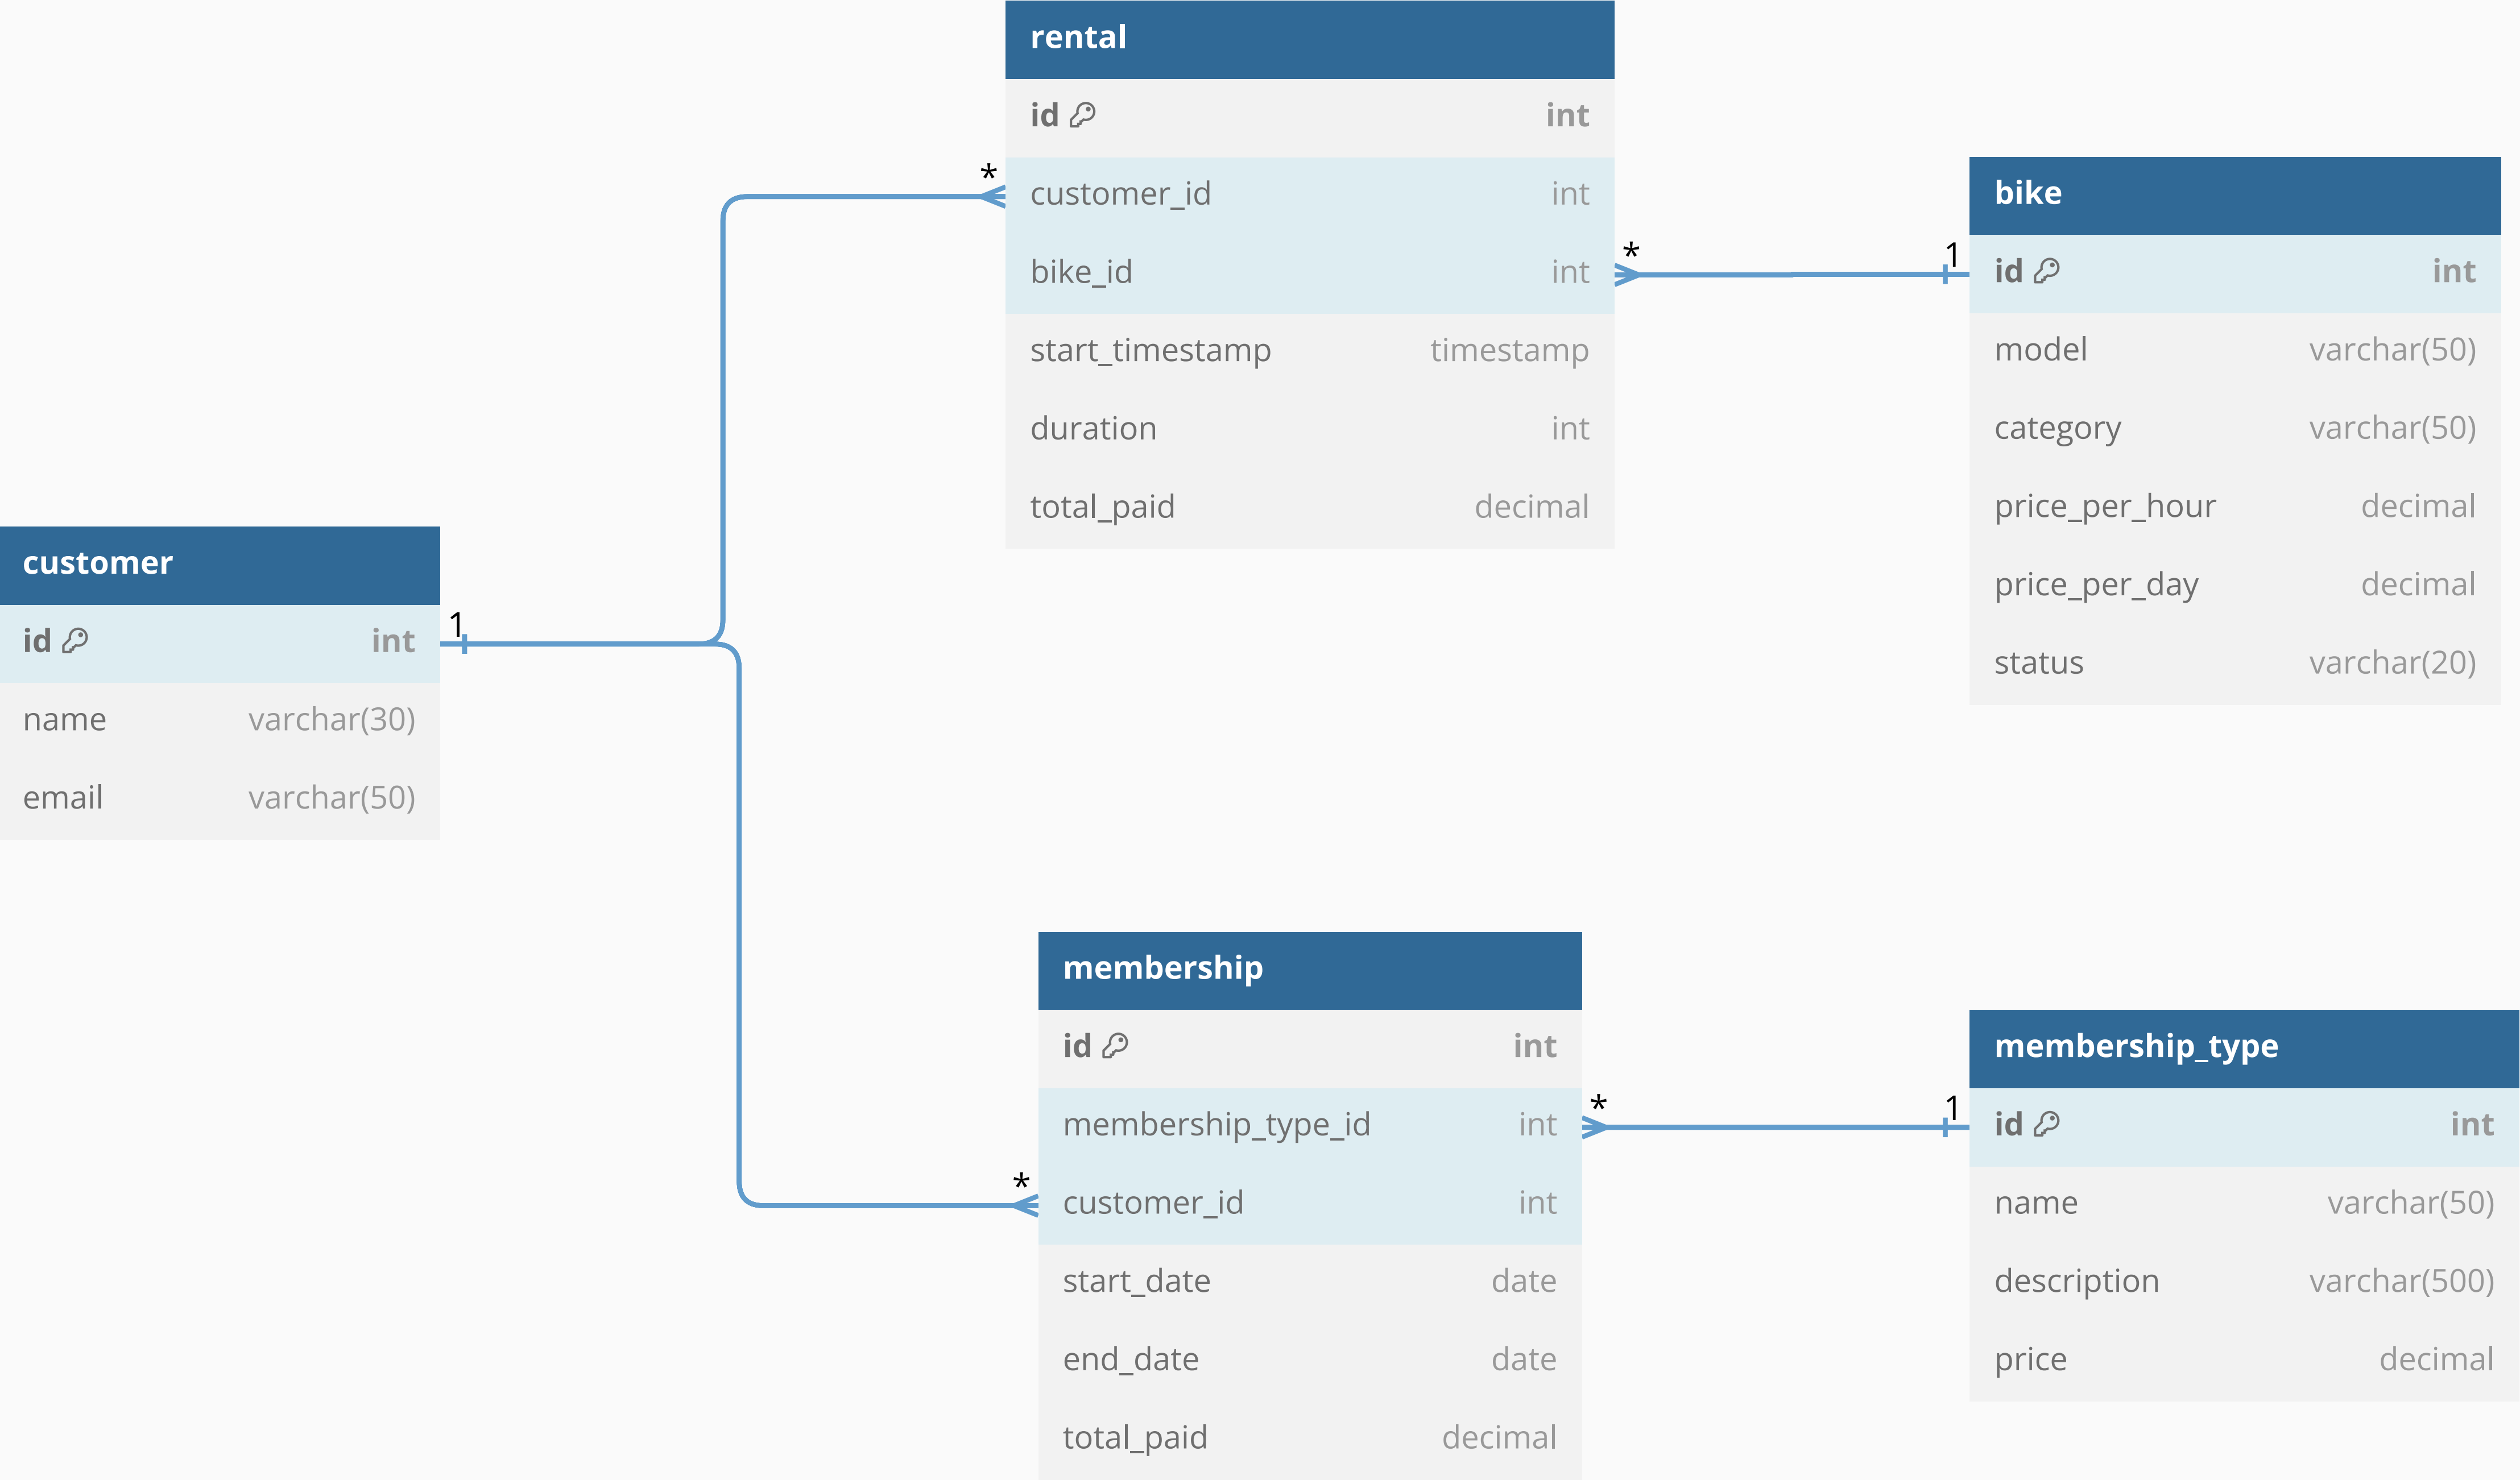 rental
id int
* customer_id int
bike_id int *
start_timestamp timestamp
duration int
total_paid decimal
1 bike
id int
model varchar(50)
category varchar(50)
price_per_hour decimal
price_per_day decimal
status varchar(20)
customer
id int 1
name varchar(30)
email varchar(50)
membership
id int
membership_type_id int *
* customer_id int
start_date date
end_date date
total_paid decimal
membership_type
1 id int
name varchar(50)
description varchar(500)
price decimal